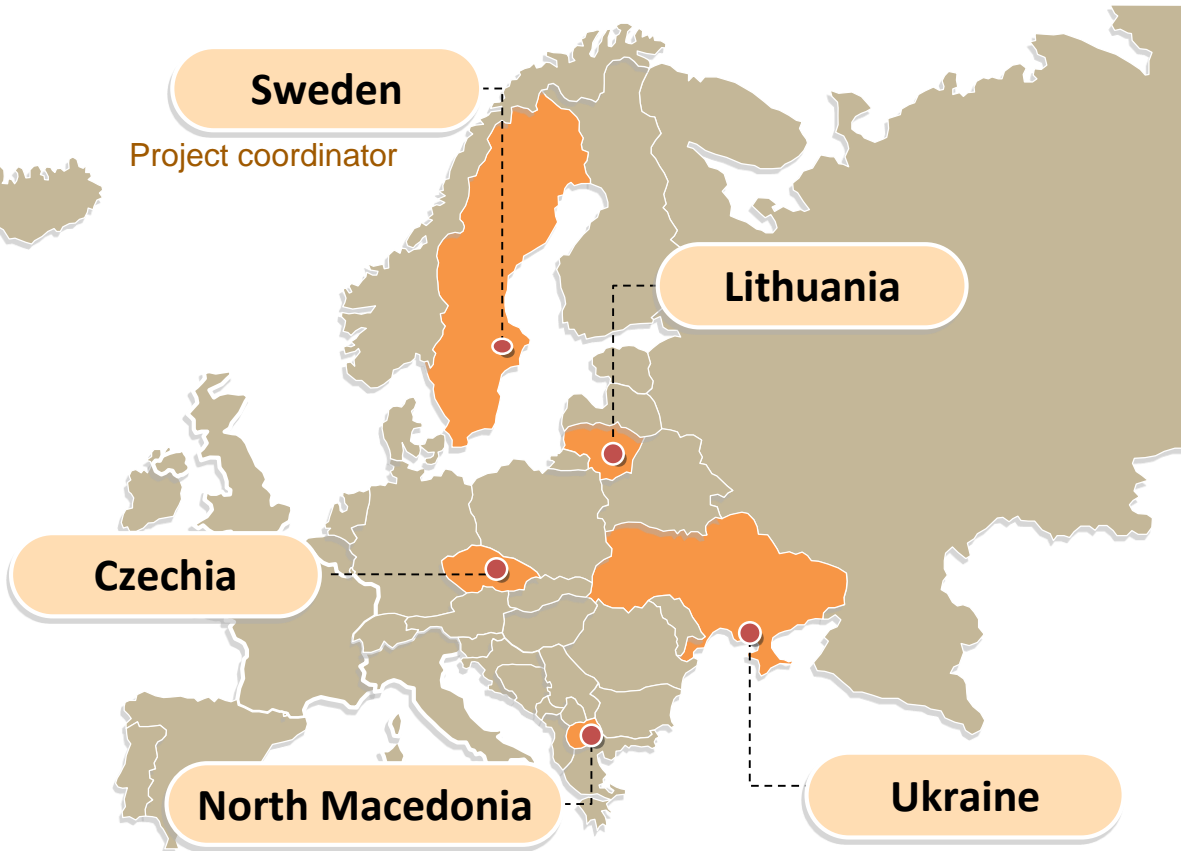 Sweden
Project coordinator
Lithuania
Czechia
North Macedonia
Ukraine